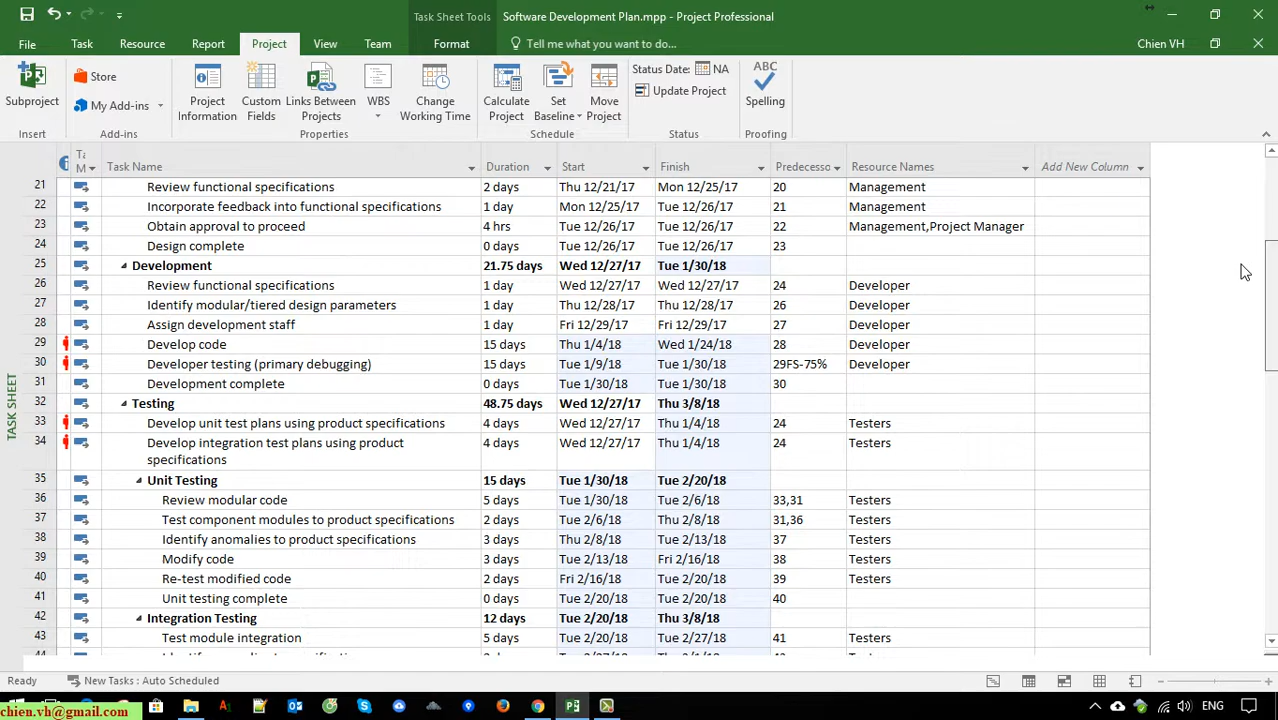 Task Sheet Tools Software Development Plan.mpp - Project Professional
File Task Resource Report Project View Team Format Tell me what you want to do... Chien VH
Subproject
Insert
Store
My Add-ins
Add-ins
Project Information
Custom Fields
Links Between Projects
WBS
Change Working Time
Properties
Calculate Project
Set Baseline
Move Project
Schedule
Status Date: NA
Update Project
Status
ABC
Spelling
Proofing
Ta M Task Name Duration Start Finish Predecesso Resource Names Add New Column
21 Review functional specifications 2 days Thu 12/21/17 Mon 12/25/17 20 Management
22 Incorporate feedback into functional specifications 1 day Mon 12/25/17 Tue 12/26/17 21 Management
23 Obtain approval to proceed 4 hrs Tue 12/26/17 Tue 12/26/17 22 Management,Project Manager
24 Design complete 0 days Tue 12/26/17 Tue 12/26/17 23
25 Development 21.75 days Wed 12/27/17 Tue 1/30/18
26 Review functional specifications 1 day Wed 12/27/17 Wed 12/27/17 24 Developer
27 Identify modular/tiered design parameters 1 day Thu 12/28/17 Thu 12/28/17 26 Developer
28 Assign development staff 1 day Fri 12/29/17 Fri 12/29/17 27 Developer
29 Develop code 15 days Thu 1/4/18 Wed 1/24/18 28 Developer
30 Developer testing (primary debugging) 15 days Tue 1/9/18 Tue 1/30/18 29FS-75% Developer
31 Development complete 0 days Tue 1/30/18 Tue 1/30/18 30
32 Testing 48.75 days Wed 12/27/17 Thu 3/8/18
33 Develop unit test plans using product specifications 4 days Wed 12/27/17 Thu 1/4/18 24 Testers
34 Develop integration test plans using product specifications 4 days Wed 12/27/17 Thu 1/4/18 24 Testers
35 Unit Testing 15 days Tue 1/30/18 Tue 2/20/18
36 Review modular code 5 days Tue 1/30/18 Tue 2/6/18 33,31 Testers
37 Test component modules to product specifications 2 days Tue 2/6/18 Thu 2/8/18 31,36 Testers
38 Identify anomalies to product specifications 3 days Thu 2/8/18 Tue 2/13/18 37 Testers
39 Modify code 3 days Tue 2/13/18 Fri 2/16/18 38 Testers
40 Re-test modified code 2 days Fri 2/16/18 Tue 2/20/18 39 Testers
41 Unit testing complete 0 days Tue 2/20/18 Tue 2/20/18 40
42 Integration Testing 12 days Tue 2/20/18 Thu 3/8/18
43 Test module integration 5 days Tue 2/20/18 Tue 2/27/18 41 Testers
TASK SHEET
Ready New Tasks : Auto Scheduled
chien.vh@gmail.com ENG